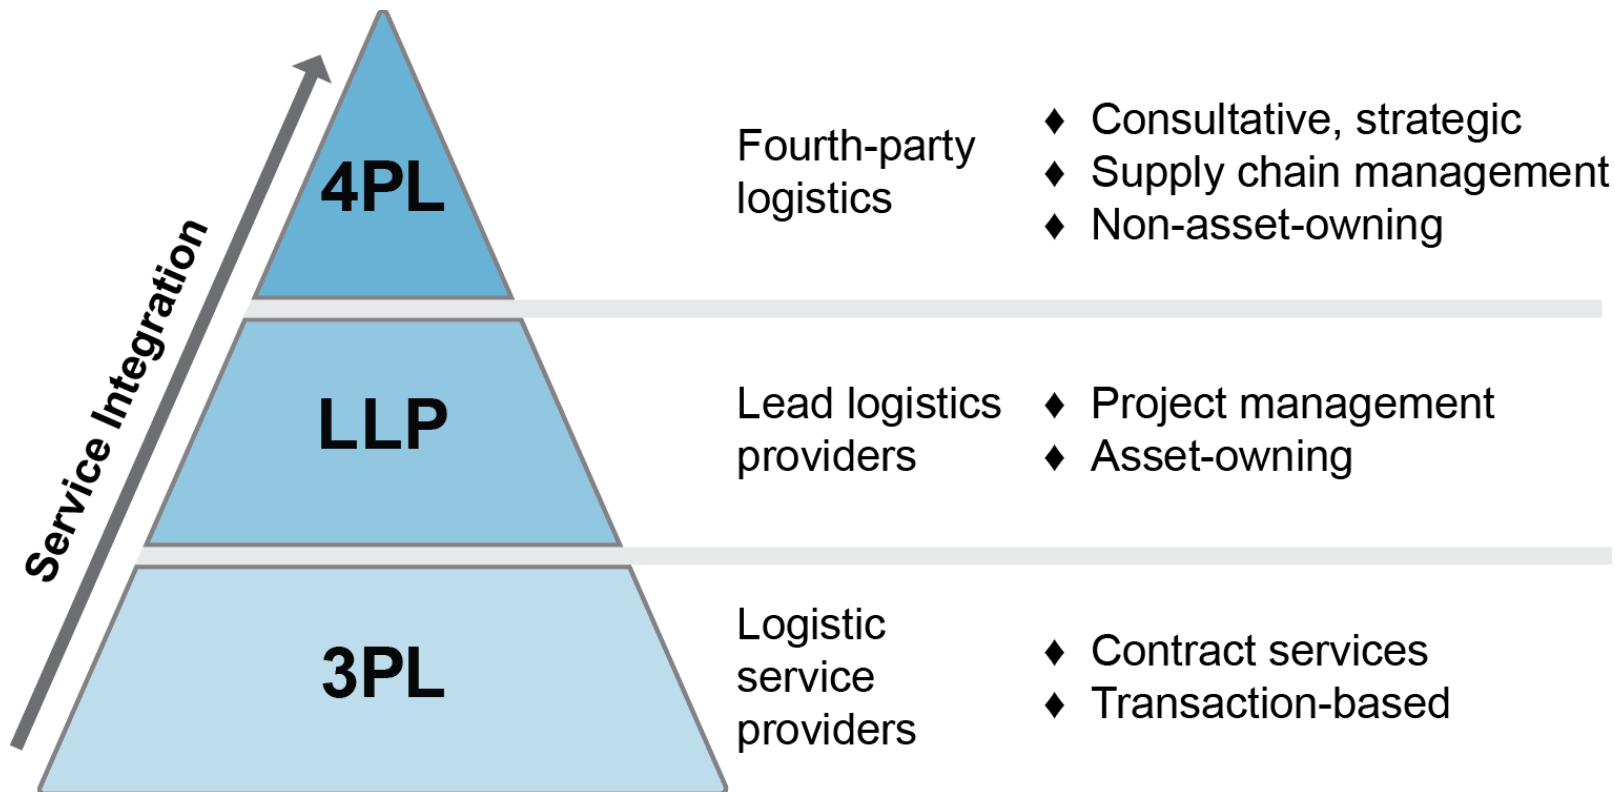 Service Integration
4PL
Fourth-party
logistics
♦ Consultative, strategic
♦ Supply chain management
♦ Non-asset-owning
LLP
Lead logistics
providers
♦ Project management
♦ Asset-owning
3PL
Logistic
service
providers
♦ Contract services
♦ Transaction-based